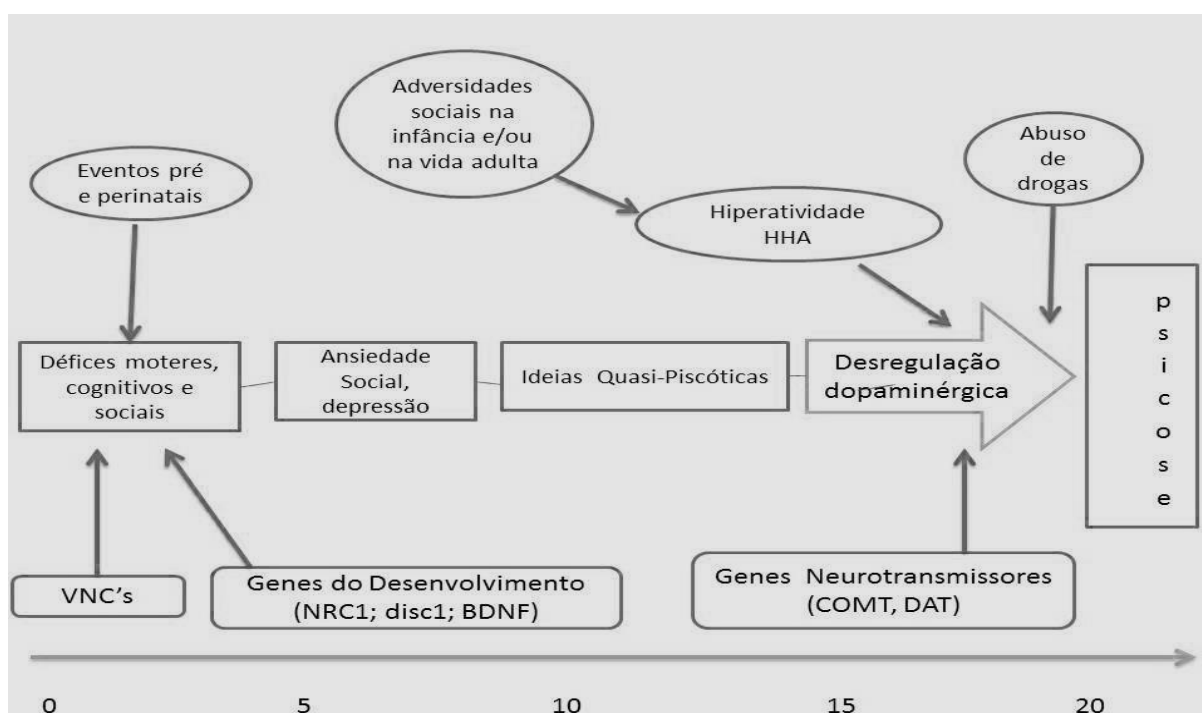 Adversidades
sociais na
infância e/ou
na vida adulta
Abuso
de
drogas
Eventos pré
e perinatais
Hiperatividade
HHA
Défices moteres,
cognitivos e
sociais
Ansiedade
Social,
depressão
Ideias Quasi-Piscóticas
Desregulação
dopaminérgica
p
s
i
c
o
s
e
VNC's
Genes do Desenvolvimento
(NRC1; disc1; BDNF)
Genes Neurotransmissores
(COMT, DAT)
0 5 10 15 20